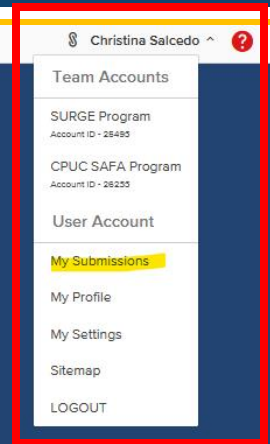 Christina Salcedo ^ ?
Team Accounts
SURGE Program
Account ID - 28495
CPUC SAFA Program
Account ID - 26255
User Account
My Submissions
My Profile
My Settings
Sitemap
LOGOUT